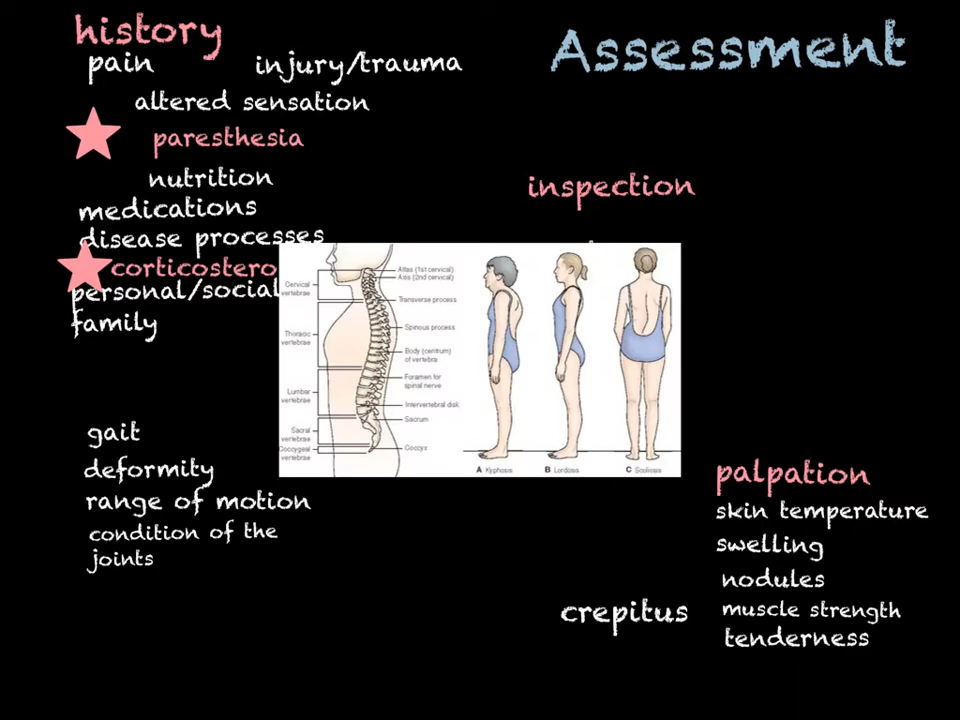 history
Assessment
pain
injury/trauma
altered sensation
paresthesia
nutrition
medications
disease processes
personal/social
family
inspection
Cervical
vertebrae
Thoracic
vertebrae
Lumbar
vertebrae
Sacral
vertebrae
Coccygeal
vertebrae
Atlas (1st cervical)
Axis (2nd cervical)
Transverse process
Spinous process
Body (centrum)
of vertebra
Foramen for
spinal nerve
Intervertebral disk
Sacrum
Coccyx
A Kyphosis
B Lordosis
C Scoliosis
gait
deformity
range of motion
condition of the
joints
palpation
skin temperature
swelling
nodules
crepitus
muscle strength
tenderness